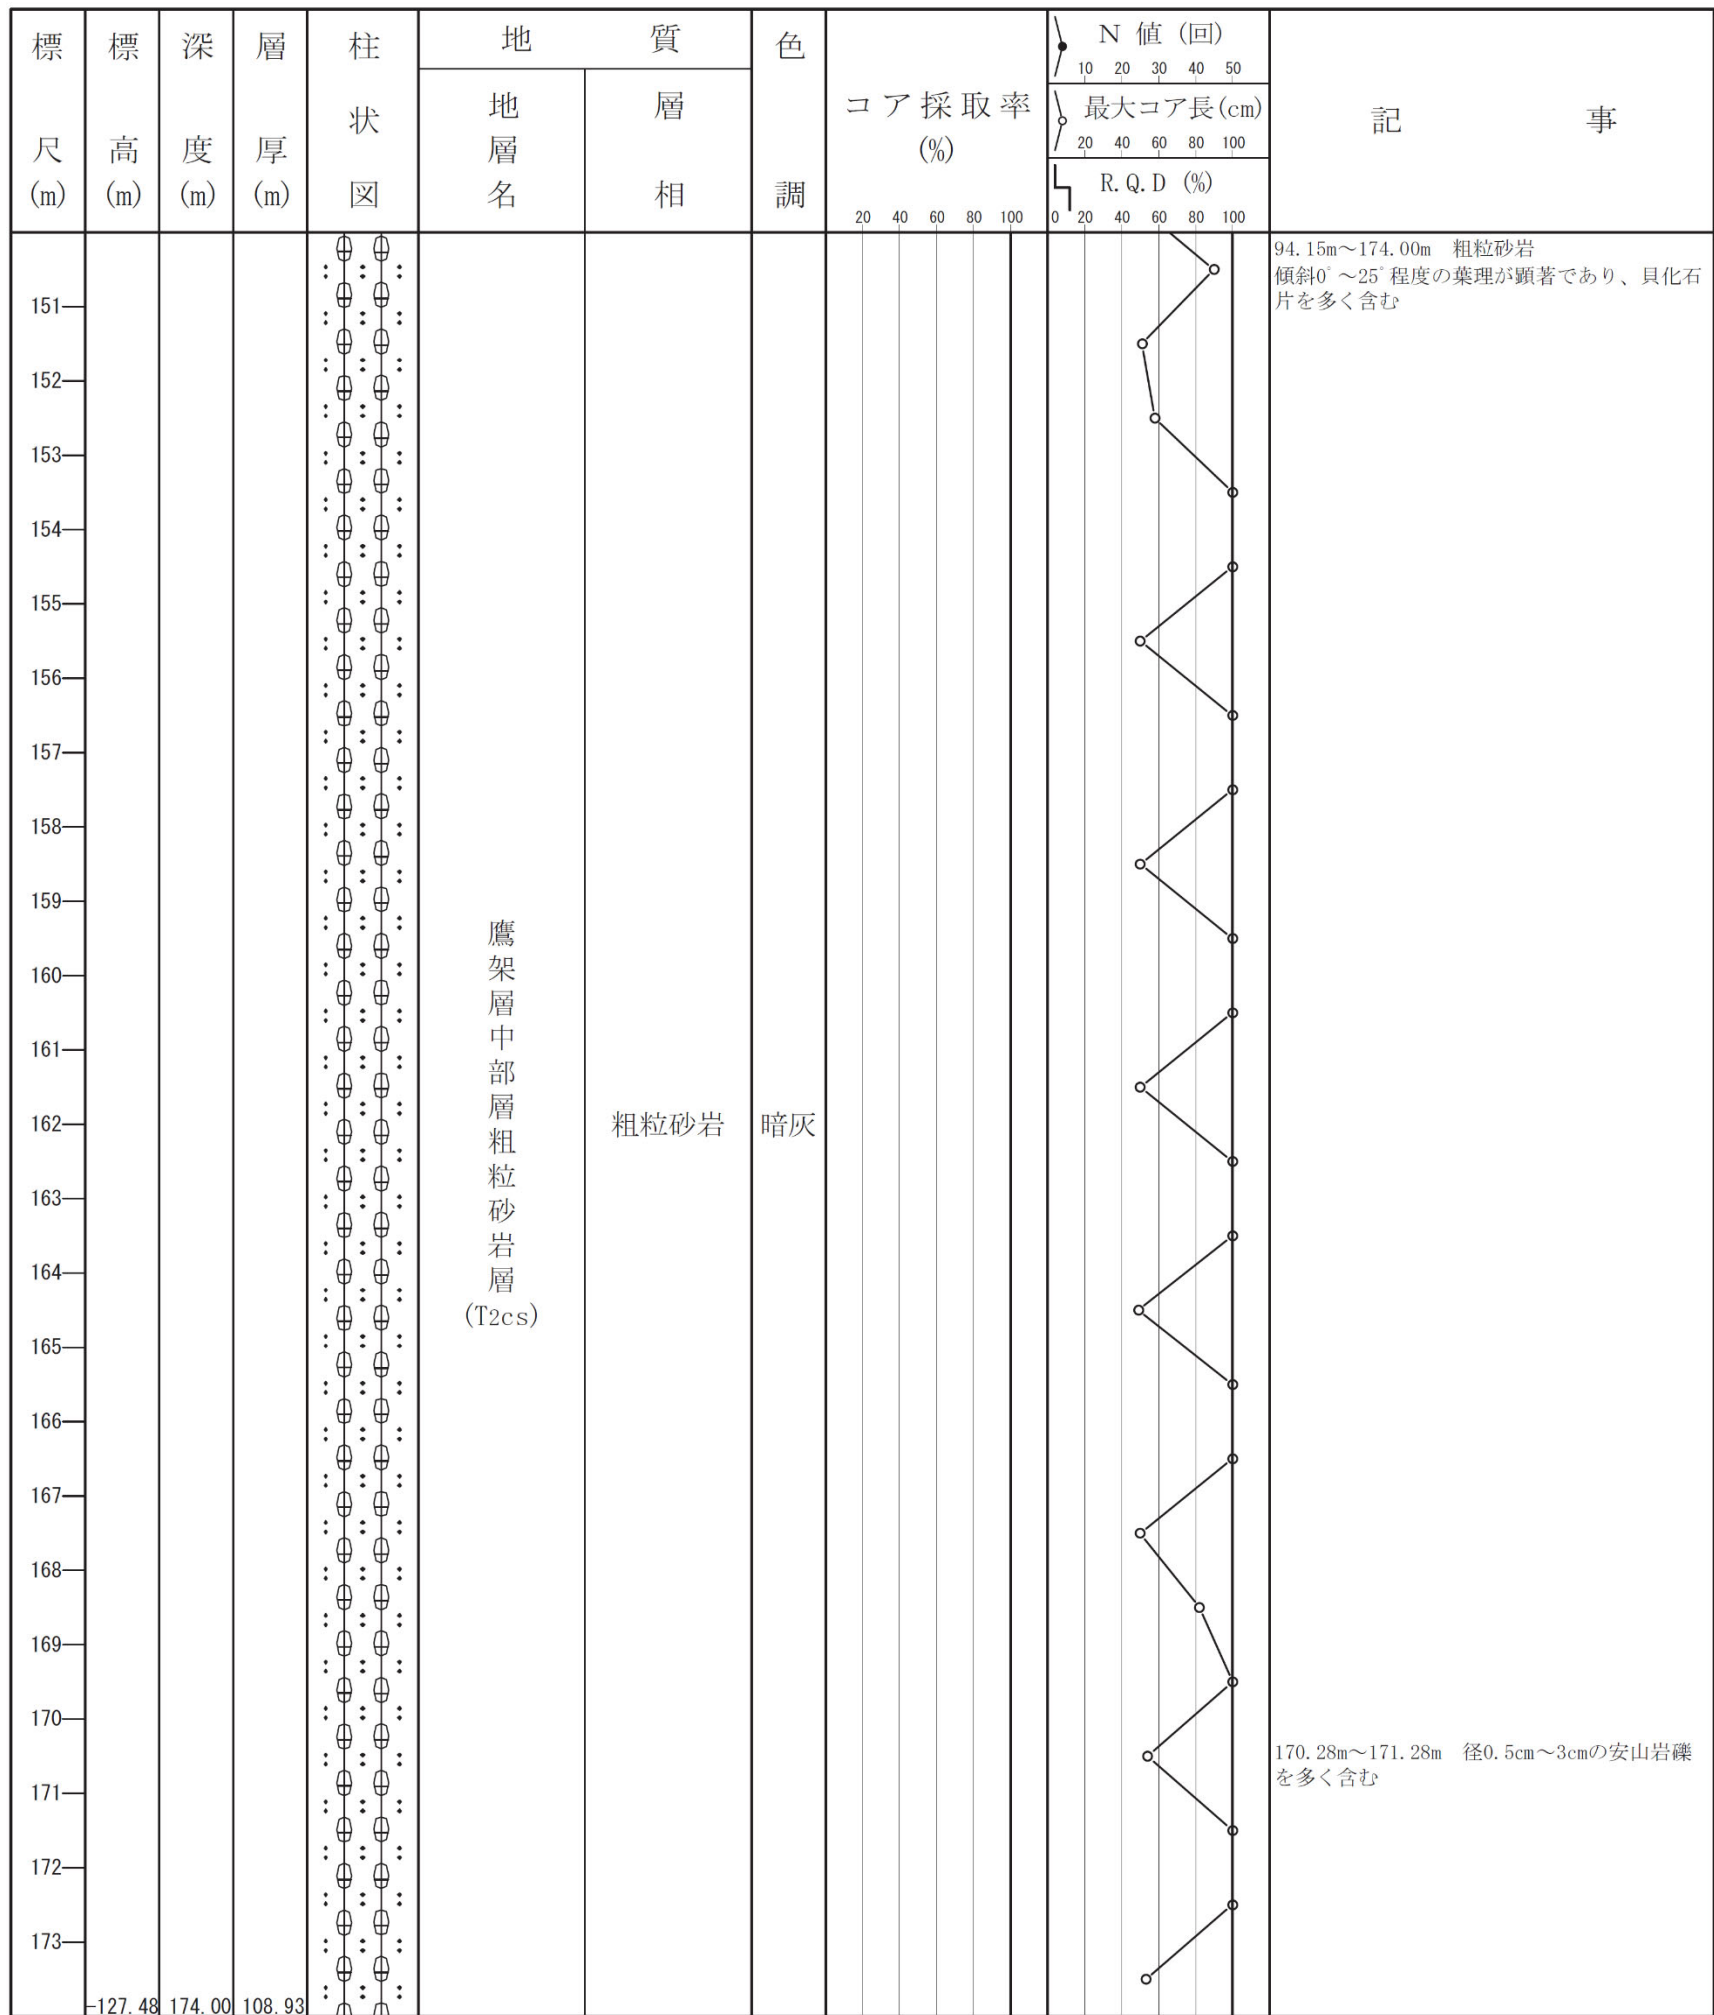 標尺(m)
標高(m)
深度(m)
層厚(m)
柱状図
地質
地層名
層相
色調
コア採取率
(%)
20 40 60 80 100
N 値 (回)
10 20 30 40 50
最大コア長(cm)
20 40 60 80 100
R.Q.D (%)
0 20 40 60 80 100
記事
94.15m～174.00m 粗粒砂岩
傾斜0°～25°程度の葉理が顕著であり、貝化石
片を多く含む
151
152
153
154
155
156
157
158
159
160
161
162
163
164
165
166
167
168
169
170
171
172
173
鷹架層中部層粗粒砂岩層
(T2cs)
粗粒砂岩
暗灰
170.28m～171.28m 径0.5cm～3cmの安山岩礫
を多く含む
-127.48 174.00 108.93